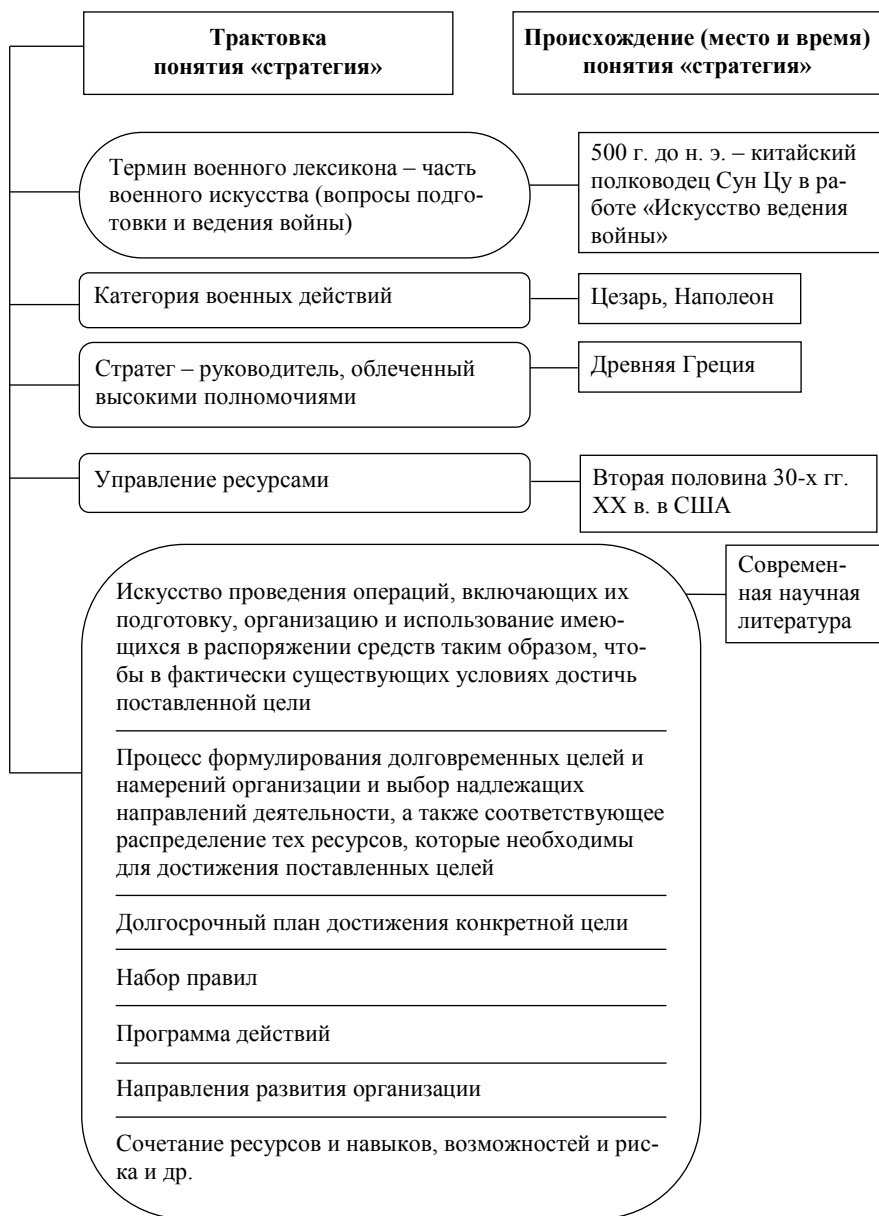 Трактовка
понятия «стратегия»
Происхождение (место и время)
понятия «стратегия»
Термин военного лексикона – часть
военного искусства (вопросы подго-
товки и ведения войны)
500 г. до н. э. – китайский
полководец Сун Цу в ра-
боте «Искусство ведения
войны»
Категория военных действий
Цезарь, Наполеон
Стратег – руководитель, облеченный
высокими полномочиями
Древняя Греция
Управление ресурсами
Вторая половина 30-х гг.
XX в. в США
Искусство проведения операций, включающих их
подготовку, организацию и использование имею-
щихся в распоряжении средств таким образом, что-
бы в фактически существующих условиях достичь
поставленной цели
Современ-
ная научная
литература
Процесс формулирования долговременных целей и
намерений организации и выбор надлежащих
направлений деятельности, а также соответствующее
распределение тех ресурсов, которые необходимы
для достижения поставленных целей
Долгосрочный план достижения конкретной цели
Набор правил
Программа действий
Направления развития организации
Сочетание ресурсов и навыков, возможностей и рис-
ка и др.